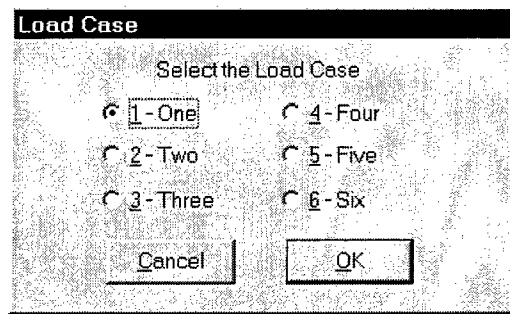 Load Case
Select the Load Case
1 - One
4 - Four
2 - Two
5 - Five
3 - Three
6 - Six
Cancel
OK